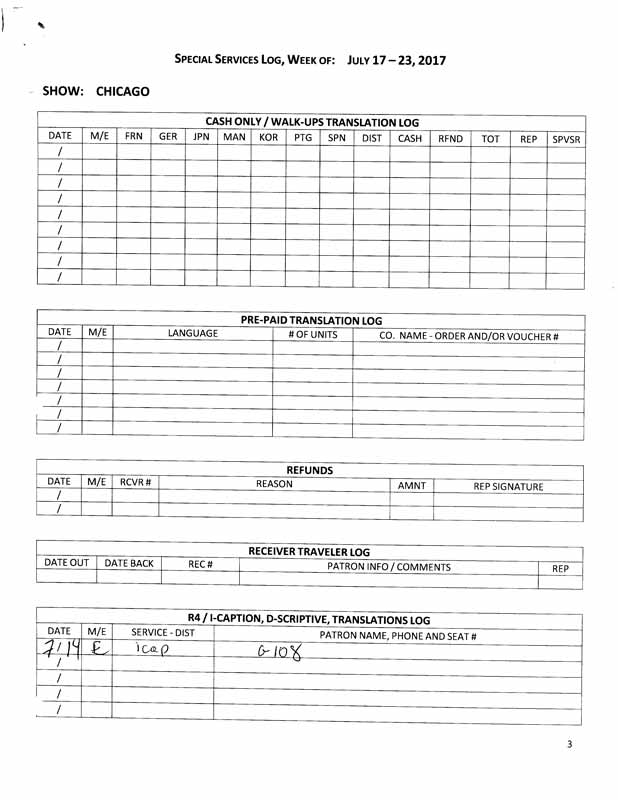 SPECIAL SERVICES LOG, WEEK OF: JULY 17 – 23, 2017
SHOW: CHICAGO
CASH ONLY / WALK-UPS TRANSLATION LOG
DATE M/E FRN GER JPN MAN KOR PTG SPN DIST CASH RFND TOT REP SPVSR
/
/
/
/
/
/
/
/
/
PRE-PAID TRANSLATION LOG
DATE M/E LANGUAGE # OF UNITS CO. NAME - ORDER AND/OR VOUCHER #
/
/
/
/
/
/
/
REFUNDS
DATE M/E RCVR # REASON AMNT REP SIGNATURE
/
/
RECEIVER TRAVELER LOG
DATE OUT DATE BACK REC # PATRON INFO / COMMENTS REP
R4 / I-CAPTION, D-SCRIPTIVE, TRANSLATIONS LOG
DATE M/E SERVICE - DIST PATRON NAME, PHONE AND SEAT #
7/19 E icap G-108
/
/
/
/
3